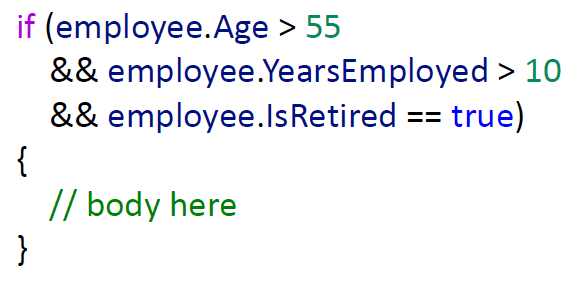 if (employee.Age > 55
    && employee.YearsEmployed > 10
    && employee.IsRetired == true)
{
    // body here
}